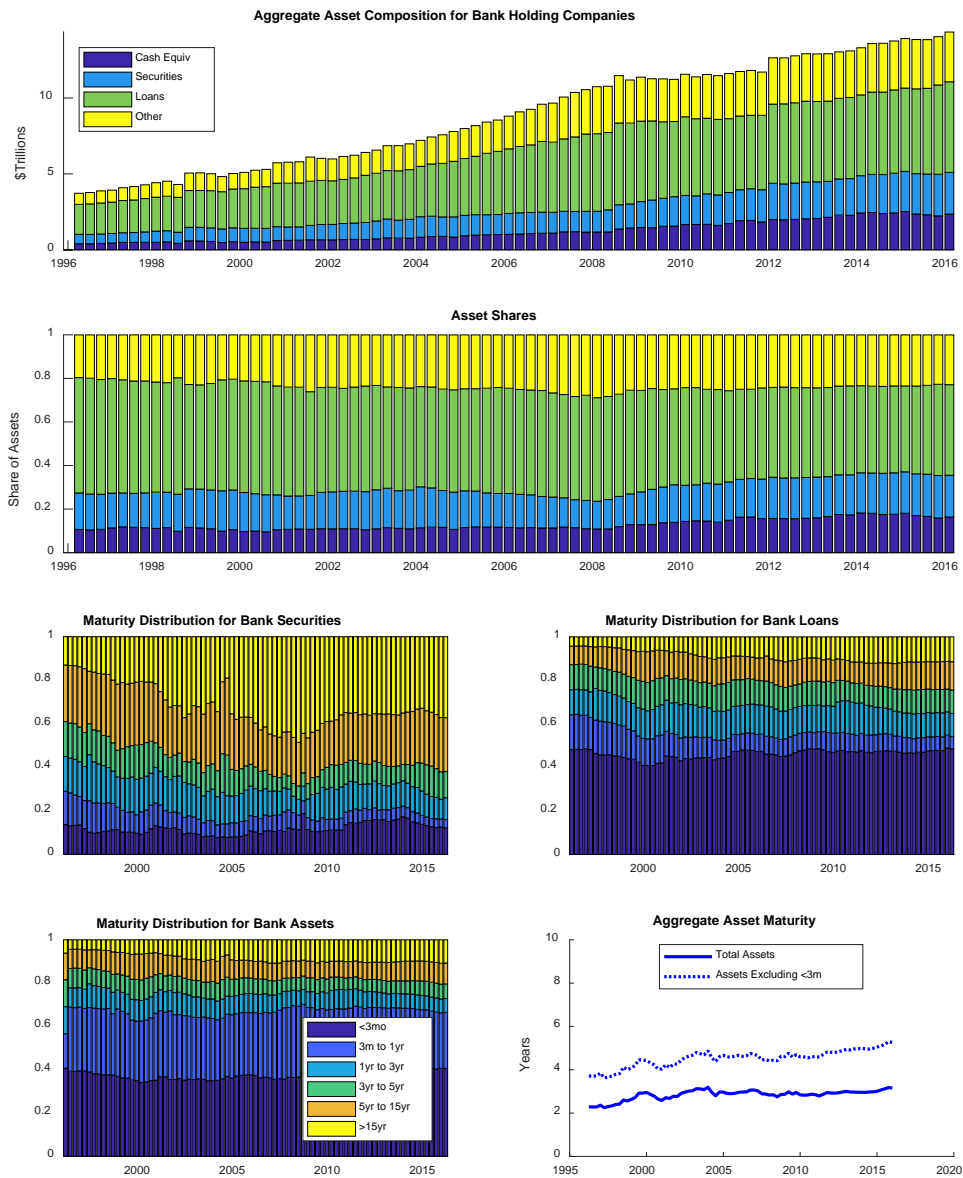 Aggregate Asset Composition for Bank Holding Companies
Cash Equiv
Securities
Loans
Other
$Trillions
10
5
0
1996 1998 2000 2002 2004 2006 2008 2010 2012 2014 2016
Asset Shares
Share of Assets
1
0.8
0.6
0.4
0.2
0
1996 1998 2000 2002 2004 2006 2008 2010 2012 2014 2016
Maturity Distribution for Bank Securities
1
0.8
0.6
0.4
0.2
0
2000 2005 2010 2015
Maturity Distribution for Bank Loans
1
0.8
0.6
0.4
0.2
0
2000 2005 2010 2015
Maturity Distribution for Bank Assets
1
0.8
0.6
0.4
0.2
0
<3mo
3m to 1yr
1yr to 3yr
3yr to 5yr
5yr to 15yr
>15yr
2000 2005 2010 2015
Aggregate Asset Maturity
Total Assets
Assets Excluding <3m
Years
10
8
6
4
2
0
1995 2000 2005 2010 2015 2020